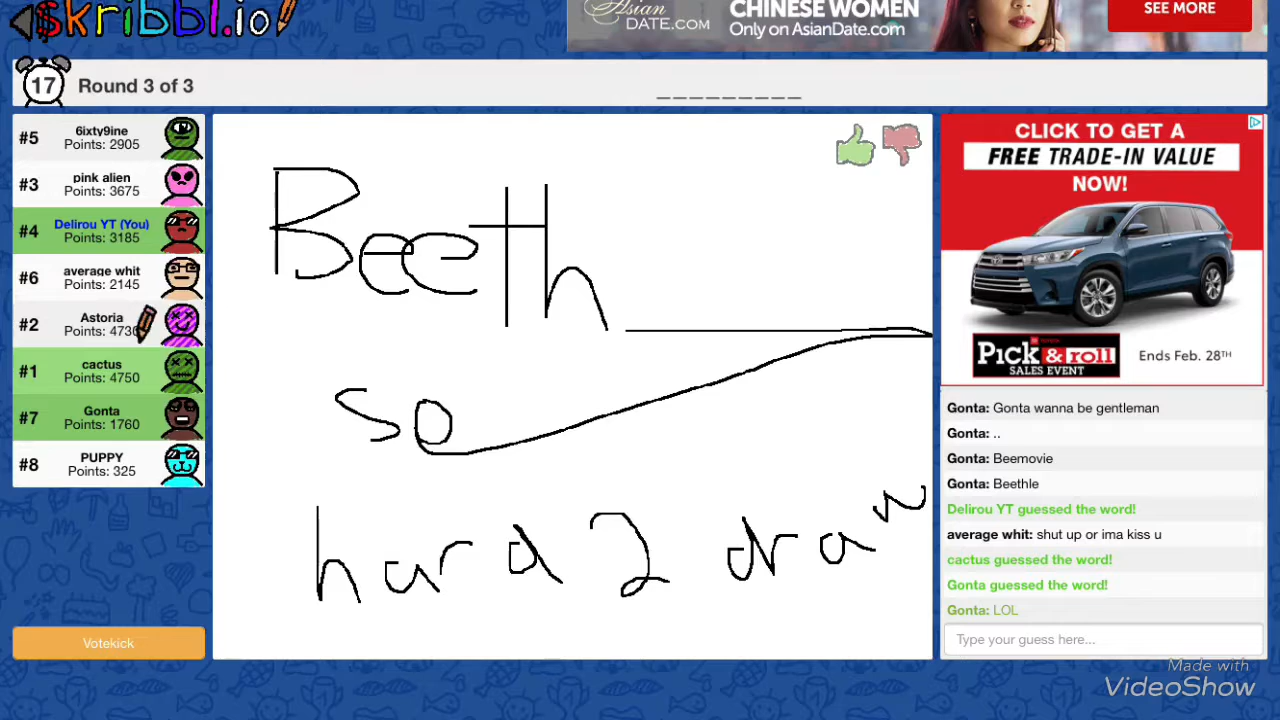 $kribbl.io
Asian
DATE.COM
CHINESE WOMEN
Only on AsianDate.com
SEE MORE
17
Round 3 of 3
_________
#5
6ixty9ine
Points: 2905
#3
pink alien
Points: 3675
#4
Delirou YT (You)
Points: 3185
#6
average whit
Points: 2145
#2
Astoria
Points: 4730
#1
cactus
Points: 4750
#7
Gonta
Points: 1760
#8
PUPPY
Points: 325
Votekick
Beeth
so
hard 2 draw
CLICK TO GET A
FREE TRADE-IN VALUE
NOW!
PiCk & roll
SALES EVENT
Ends Feb. 28TH
Gonta: Gonta wanna be gentleman
Gonta: ..
Gonta: Beemovie
Gonta: Beethle
Delirou YT guessed the word!
average whit: shut up or ima kiss u
cactus guessed the word!
Gonta guessed the word!
Gonta: LOL
Type your guess here...
Made with
VideoShow